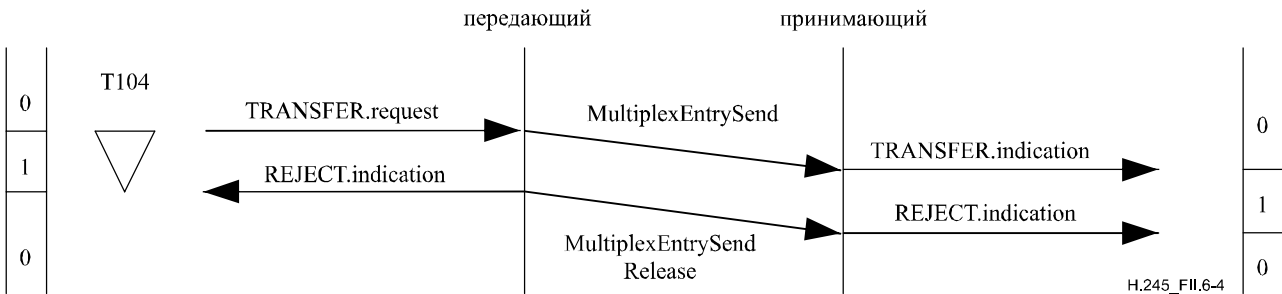 передающий
принимающий
T104
0
TRANSFER.request
MultiplexEntrySend
0
1
REJECT.indication
TRANSFER.indication
1
REJECT.indication
0
MultiplexEntrySend
Release
0
H.245_FII.6-4